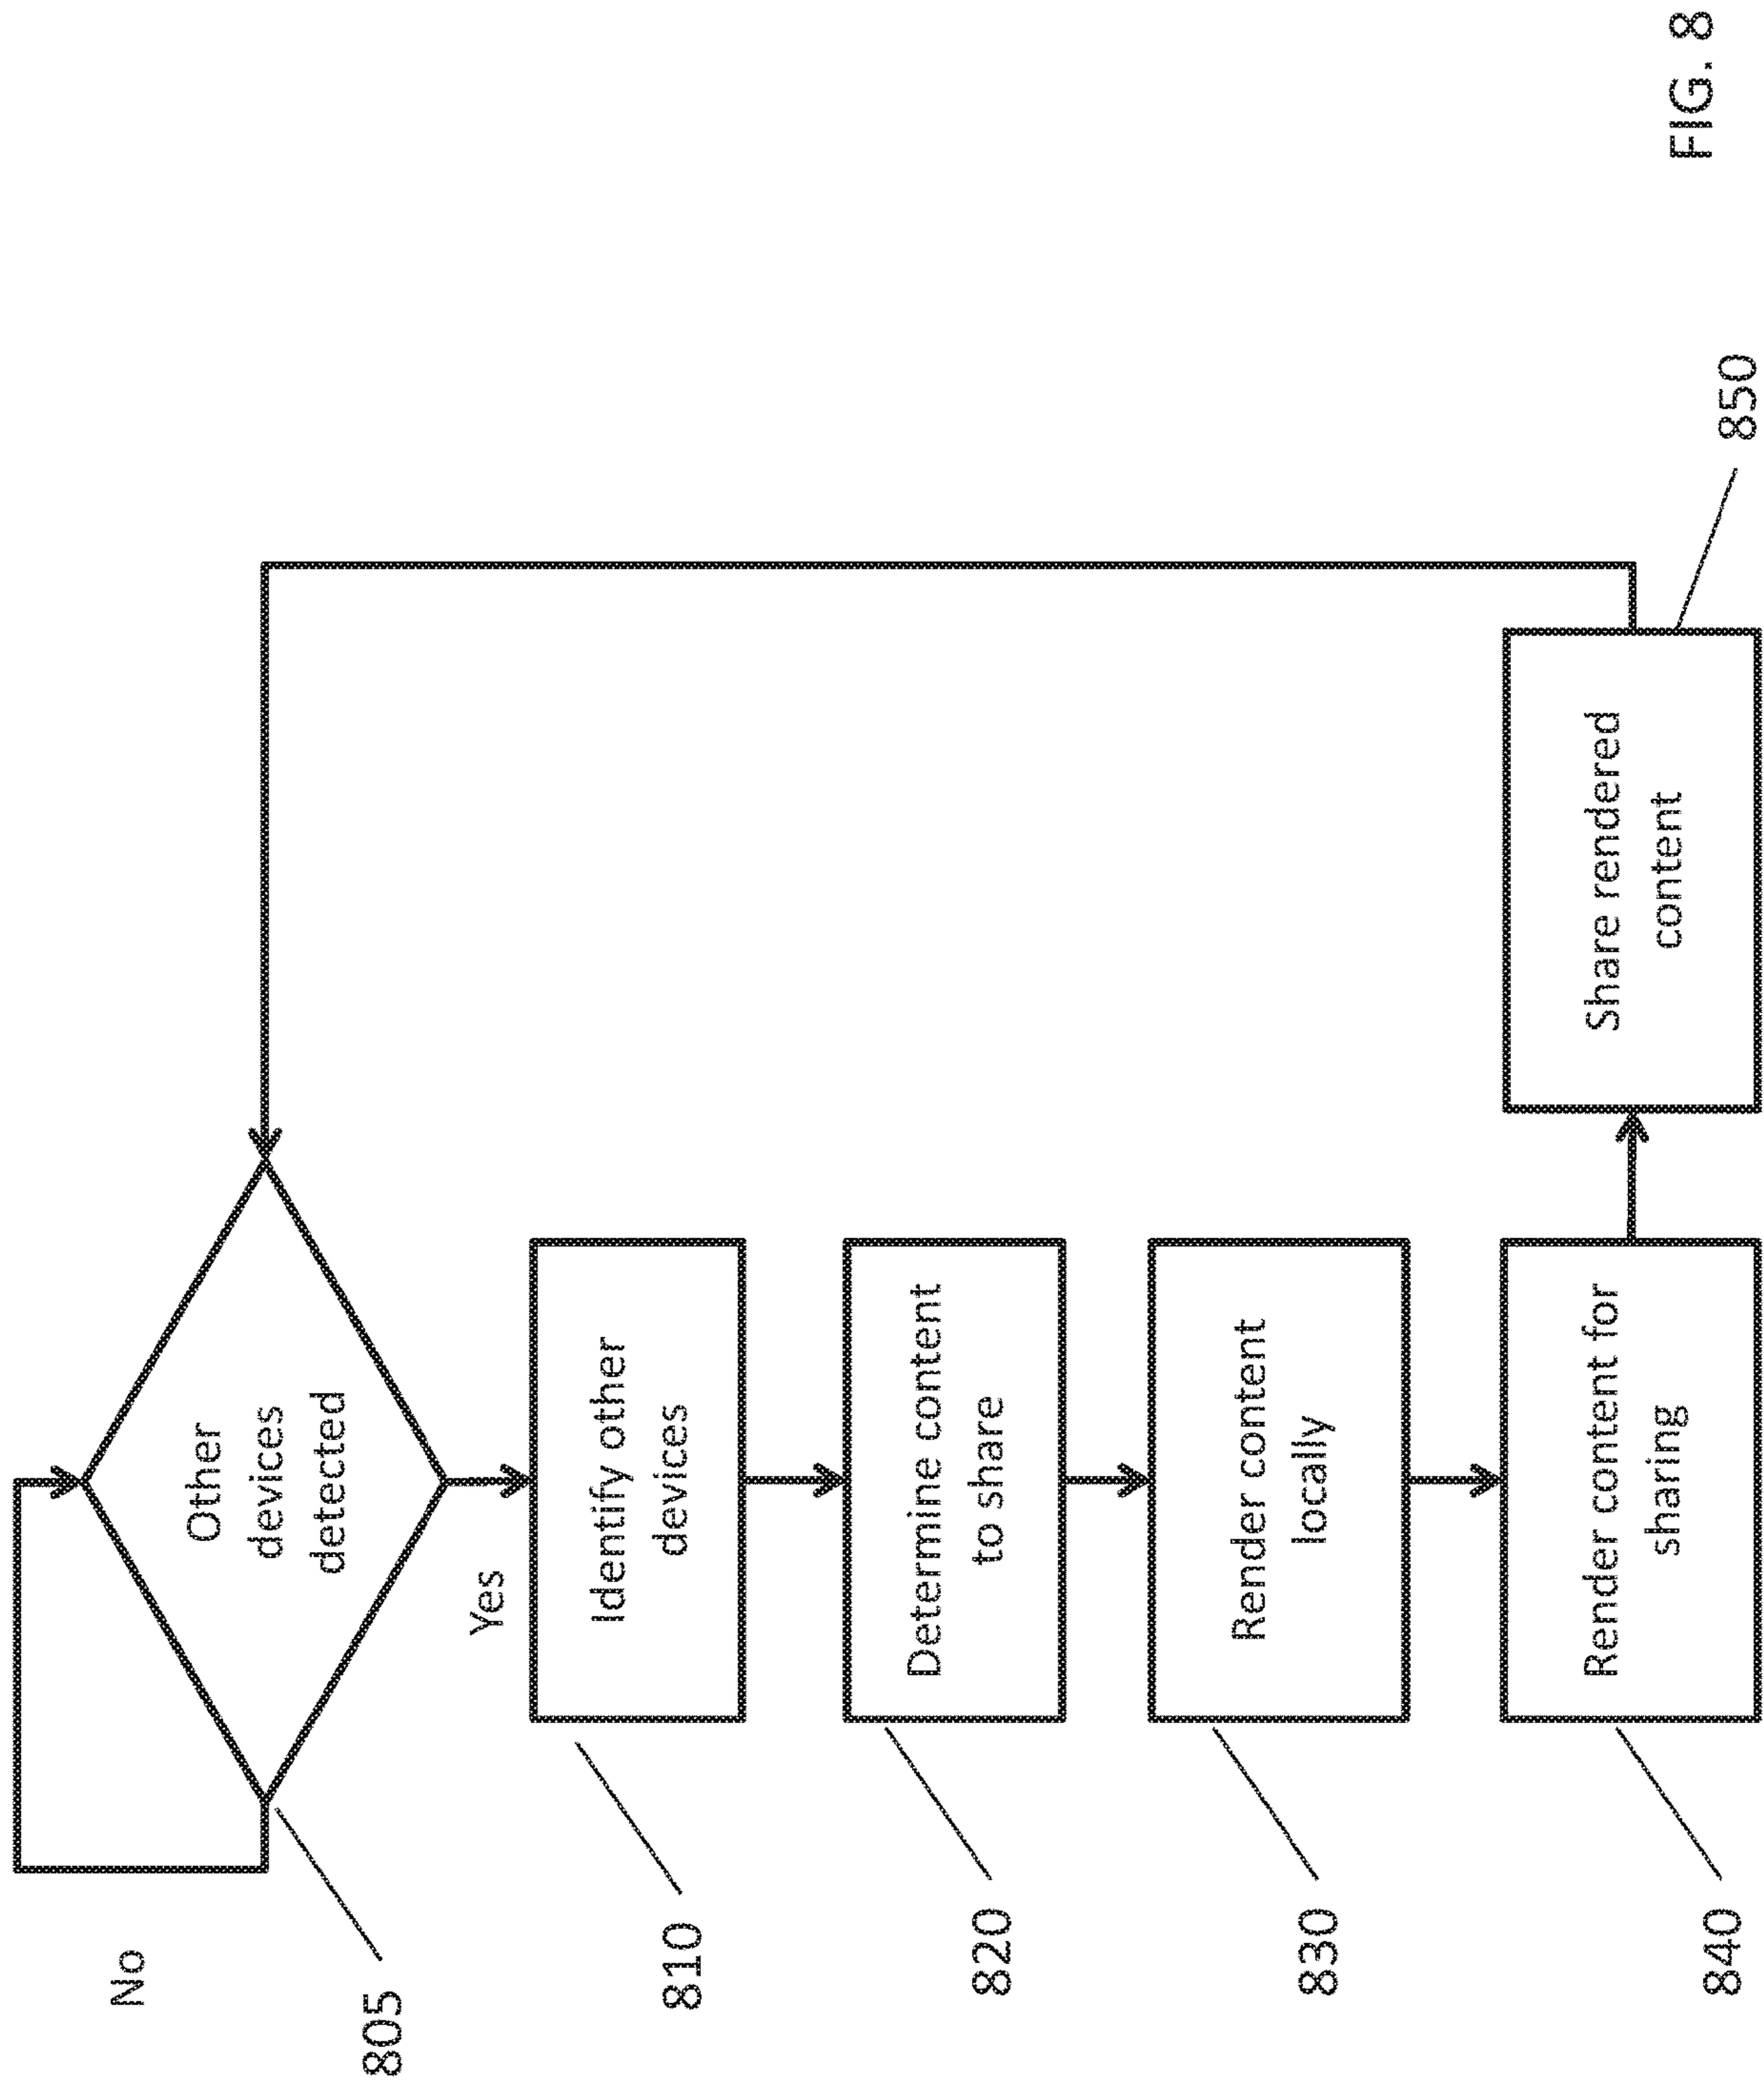 No
805
Other
devices
detected
Yes
810
Identify other
devices
820
Determine content
to share
830
Render content
locally
840
Render content for
sharing
Share rendered
content
850
FIG. 8